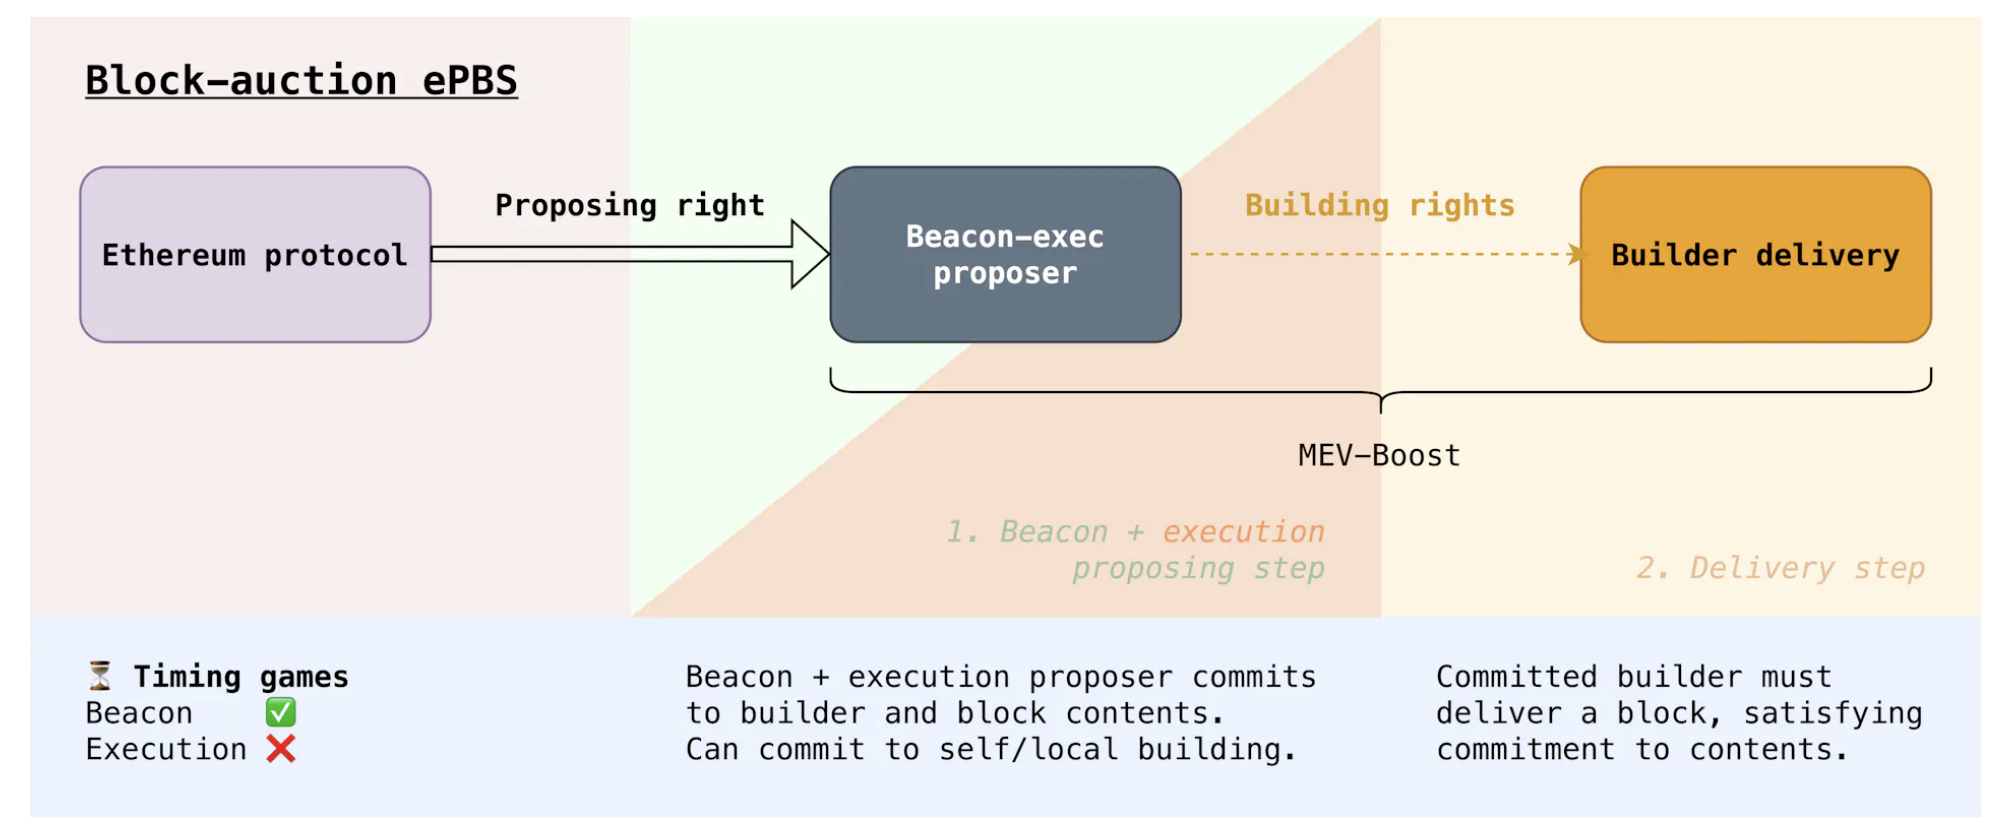 Block-auction ePBS
Ethereum protocol
Proposing right
Beacon-exec
proposer
Building rights
Builder delivery
MEV-Boost
1. Beacon + execution
proposing step
2. Delivery step
⏳ Timing games
Beacon ✅
Execution ❌
Beacon + execution proposer commits
to builder and block contents.
Can commit to self/local building.
Committed builder must
deliver a block, satisfying
commitment to contents.